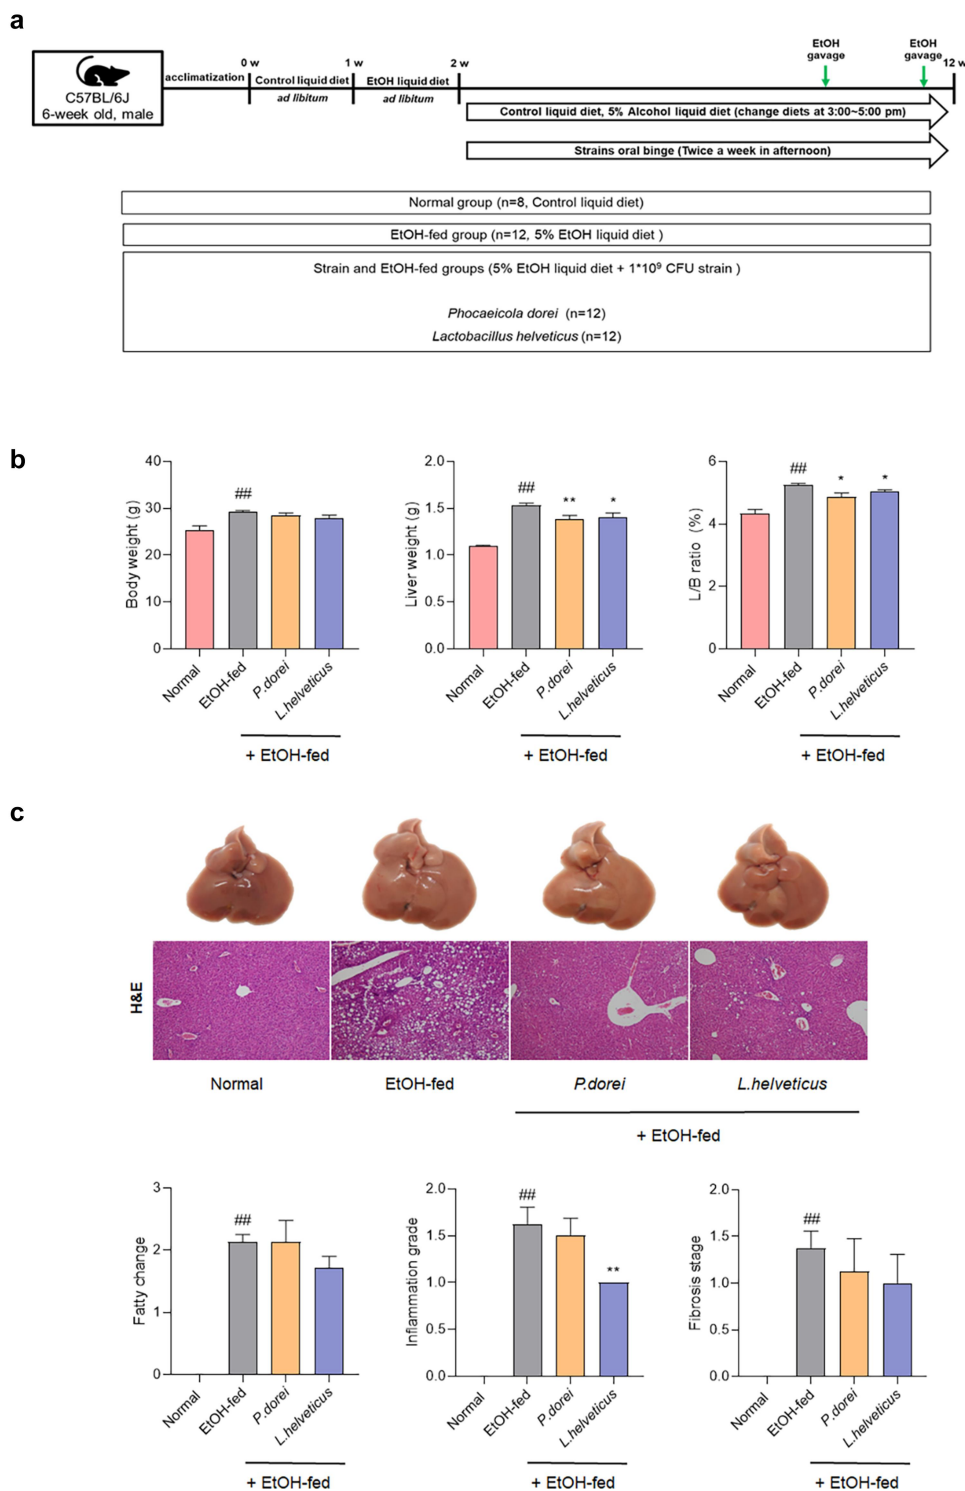 a
C57BL/6J
6-week old, male
acclimatization
0 w
Control liquid diet
ad libitum
1 w
EtOH liquid diet
ad libitum
2 w
EtOH
gavage
EtOH
gavage
12 w
Control liquid diet, 5% Alcohol liquid diet (change diets at 3:00~5:00 pm)
Strains oral binge (Twice a week in afternoon)
Normal group (n=8, Control liquid diet)
EtOH-fed group (n=12, 5% EtOH liquid diet )
Strain and EtOH-fed groups (5% EtOH liquid diet + 1*10⁹ CFU strain )
Phocaeicola dorei (n=12)
Lactobacillus helveticus (n=12)
b
Body weight (g)
40
30
20
10
0
##
Normal
EtOH-fed
P.dorei
L.helveticus
+ EtOH-fed
Liver weight (g)
2.0
1.5
1.0
0.5
0.0
##
**
*
Normal
EtOH-fed
P.dorei
L.helveticus
+ EtOH-fed
L/B ratio (%)
6
4
2
0
##
*
*
Normal
EtOH-fed
P.dorei
L.helveticus
+ EtOH-fed
c
H&E
Normal
EtOH-fed
P.dorei
L.helveticus
+ EtOH-fed
Fatty change
3
2
1
0
##
Normal
EtOH-fed
P.dorei
L.helveticus
+ EtOH-fed
Inflammation grade
2.0
1.5
1.0
0.5
0.0
##
**
Normal
EtOH-fed
P.dorei
L.helveticus
+ EtOH-fed
Fibrosis stage
2.0
1.5
1.0
0.5
0.0
##
Normal
EtOH-fed
P.dorei
L.helveticus
+ EtOH-fed